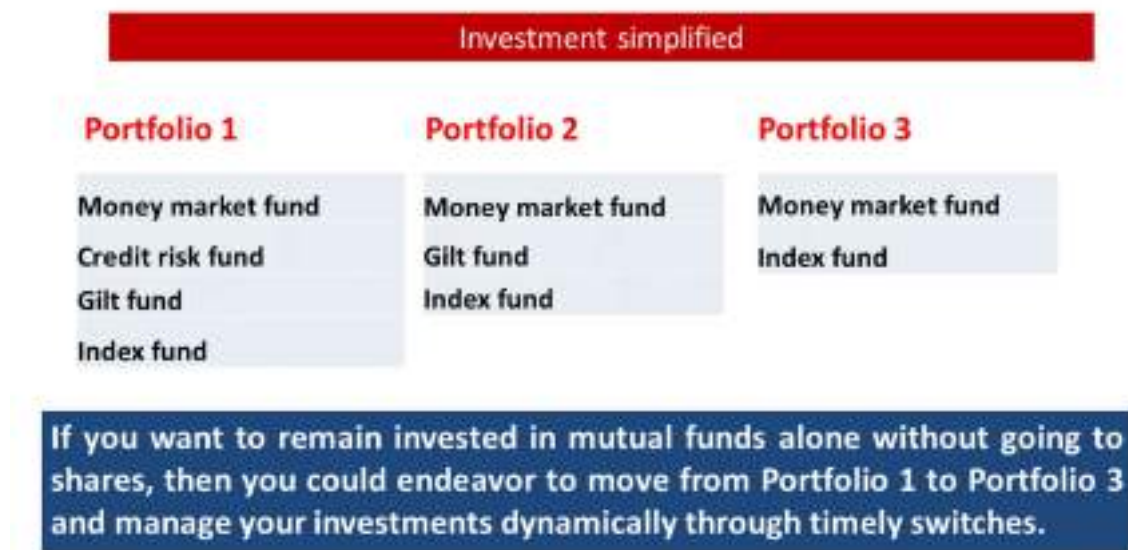 Investment simplified
Portfolio 1
Money market fund
Credit risk fund
Gilt fund
Index fund
Portfolio 2
Money market fund
Gilt fund
Index fund
Portfolio 3
Money market fund
Index fund
If you want to remain invested in mutual funds alone without going to
shares, then you could endeavor to move from Portfolio 1 to Portfolio 3
and manage your investments dynamically through timely switches.